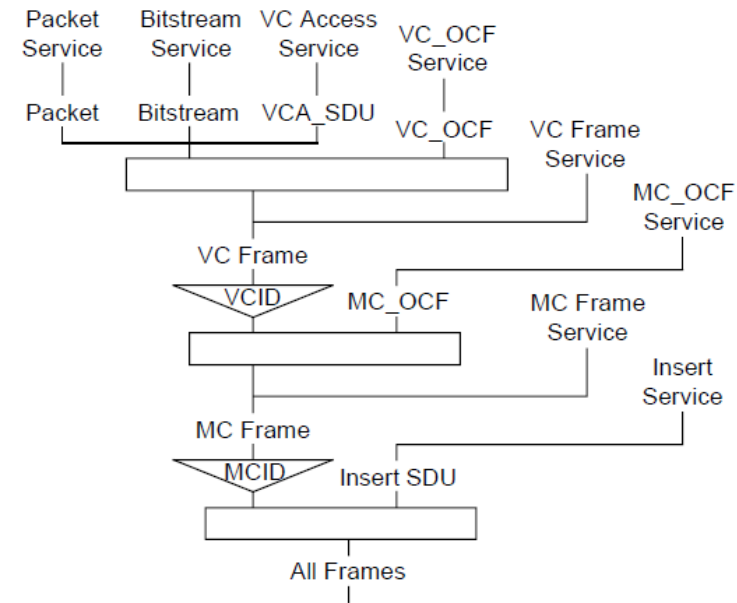 Packet
Service
Bitstream
Service
VC Access
Service
VC_OCF
Service
Packet
Bitstream
VCA_SDU
VC_OCF
VC Frame
Service
MC_OCF
Service
VC Frame
VCID
MC_OCF
MC Frame
Service
Insert
Service
MC Frame
MCID
Insert SDU
All Frames